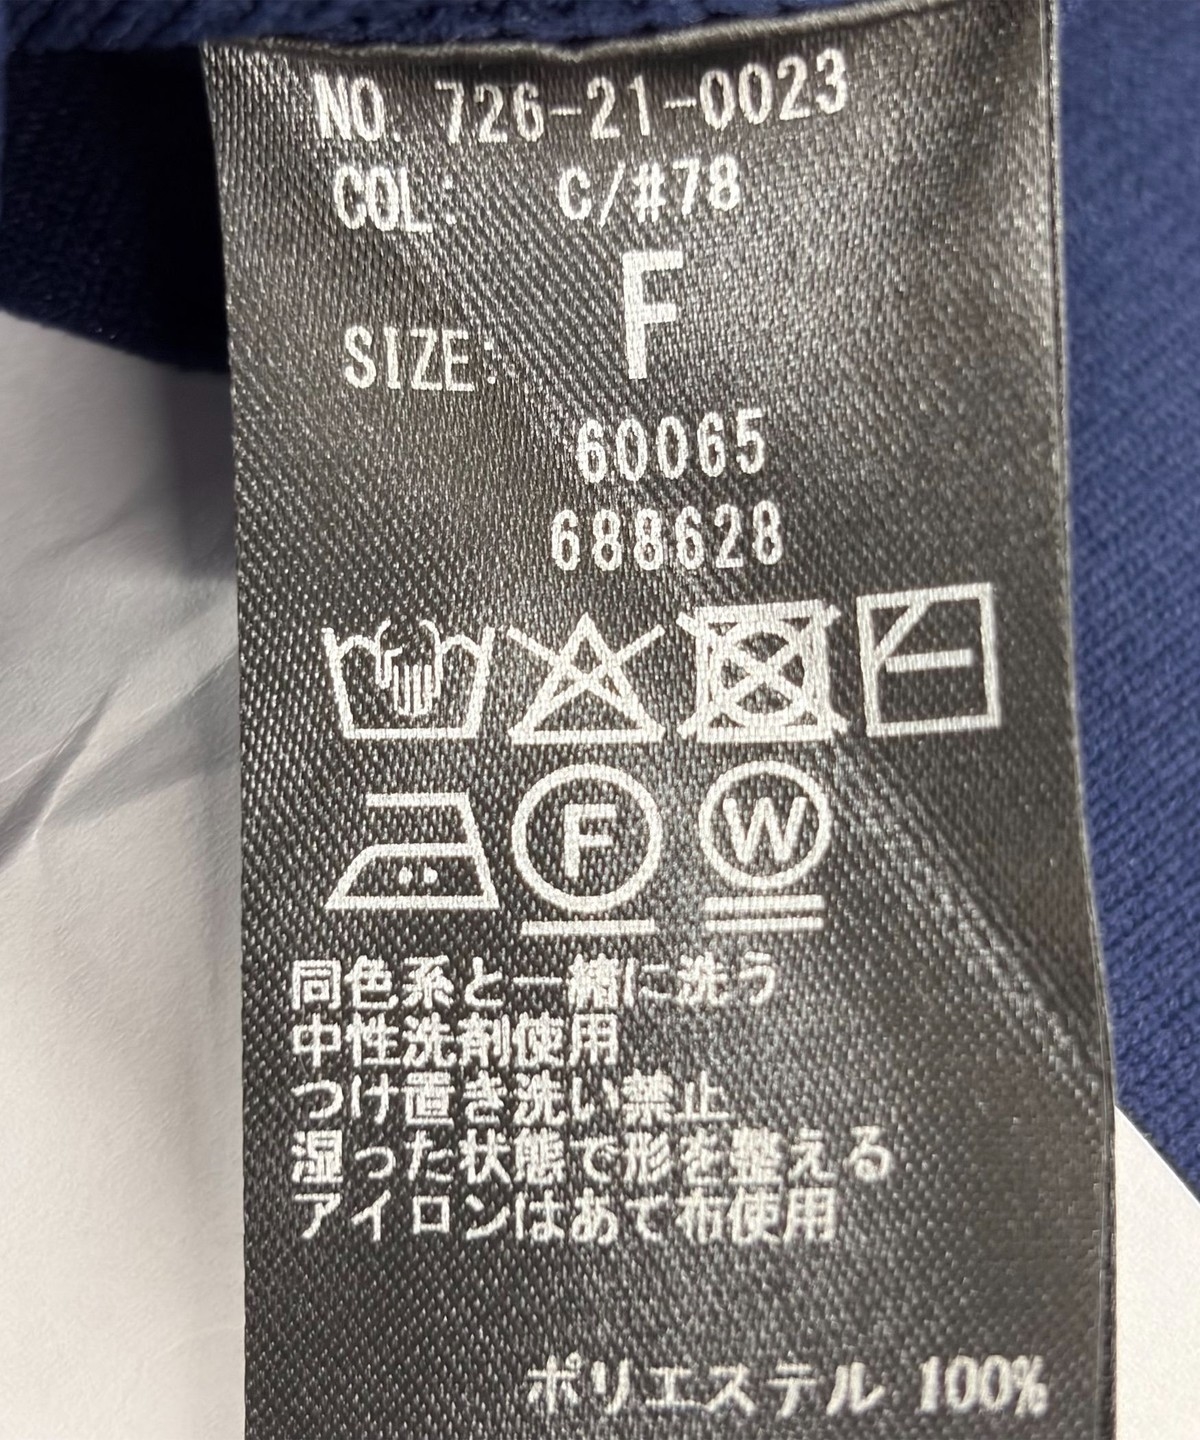 NO. 726-21-0023
COL: C/#78
SIZE: F
60065
688628
F W
同色系と一緒に洗う
中性洗剤使用
つけ置き洗い禁止
湿った状態で形を整える
アイロンはあて布使用
ポリエステル 100%